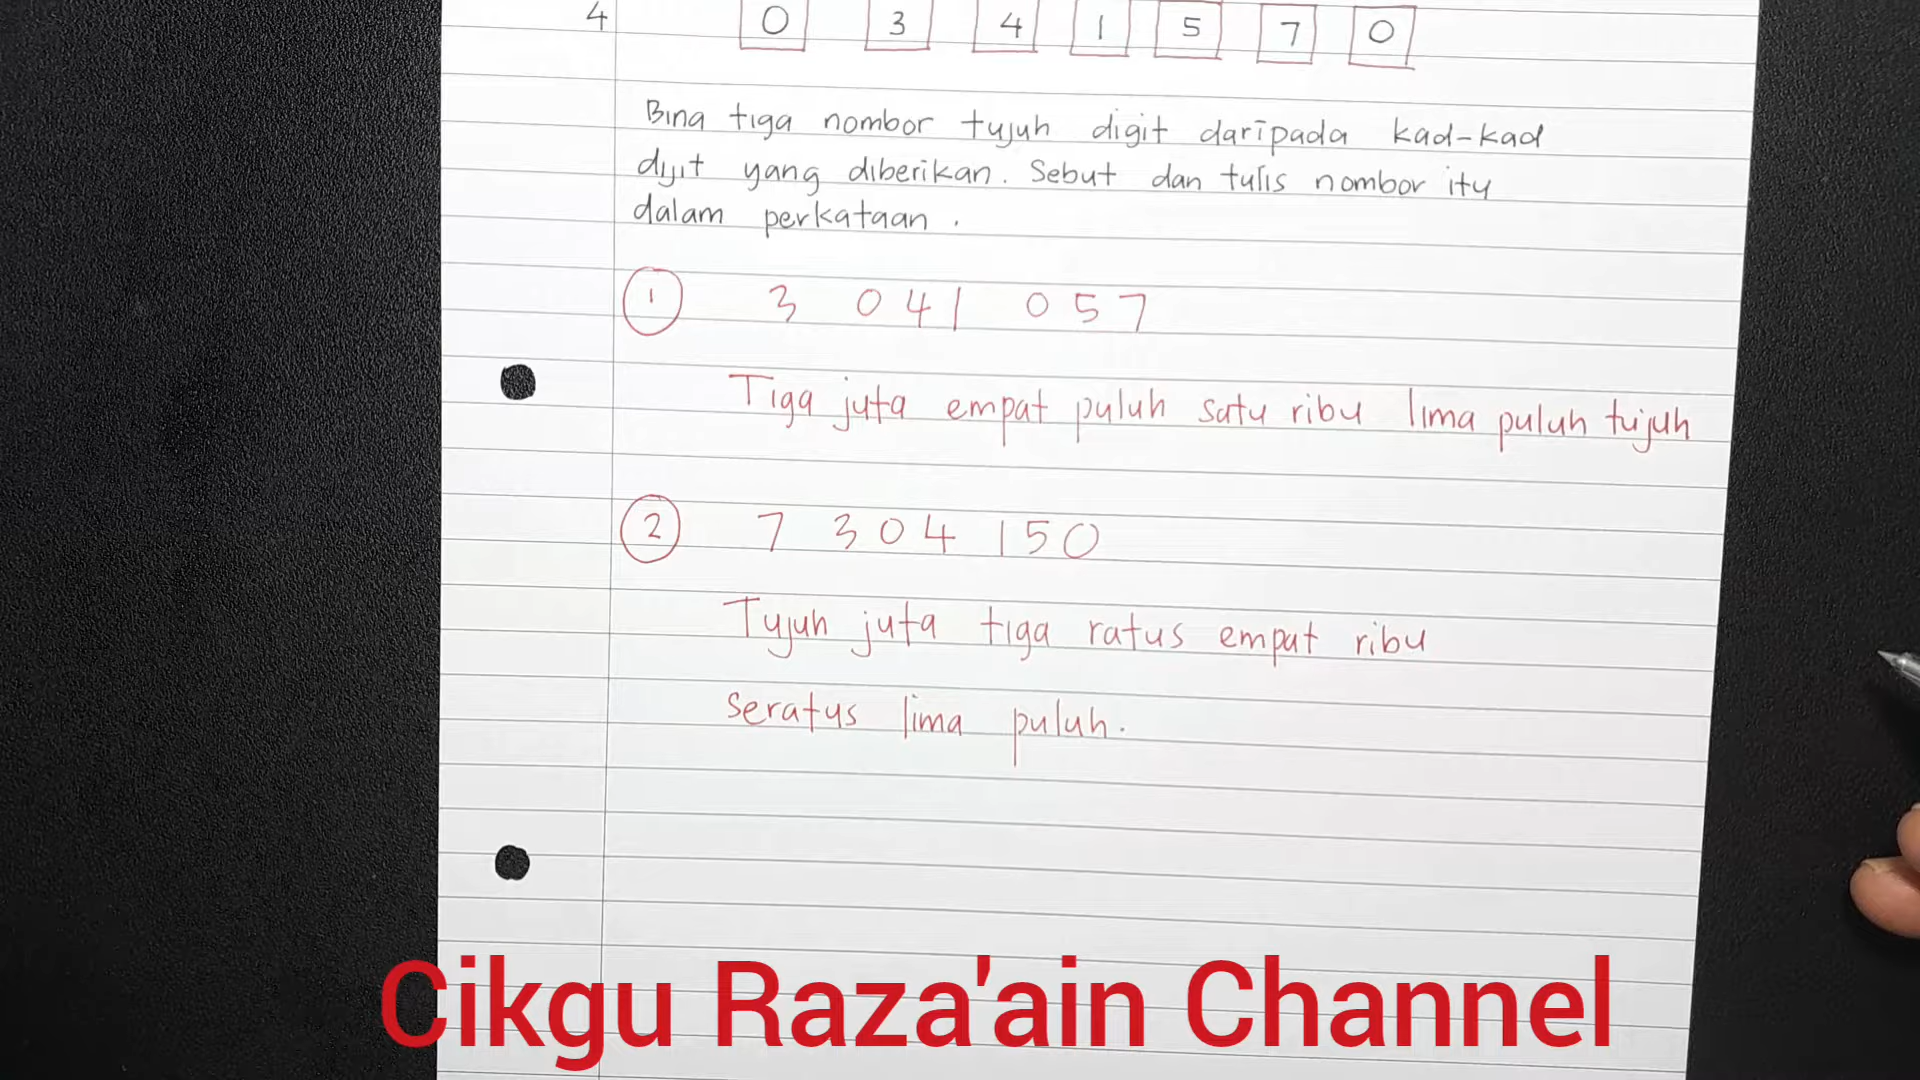 4 0 3 4 1 5 7 0
Bina tiga nombor tujuh digit daripada kad-kad
dijit yang diberikan. Sebut dan tulis nombor itu
dalam perkataan.
1 3 041 057
Tiga juta empat puluh satu ribu lima puluh tujuh
2 7 304 150
Tujuh juta tiga ratus empat ribu
seratus lima puluh.
Cikgu Raza'ain Channel